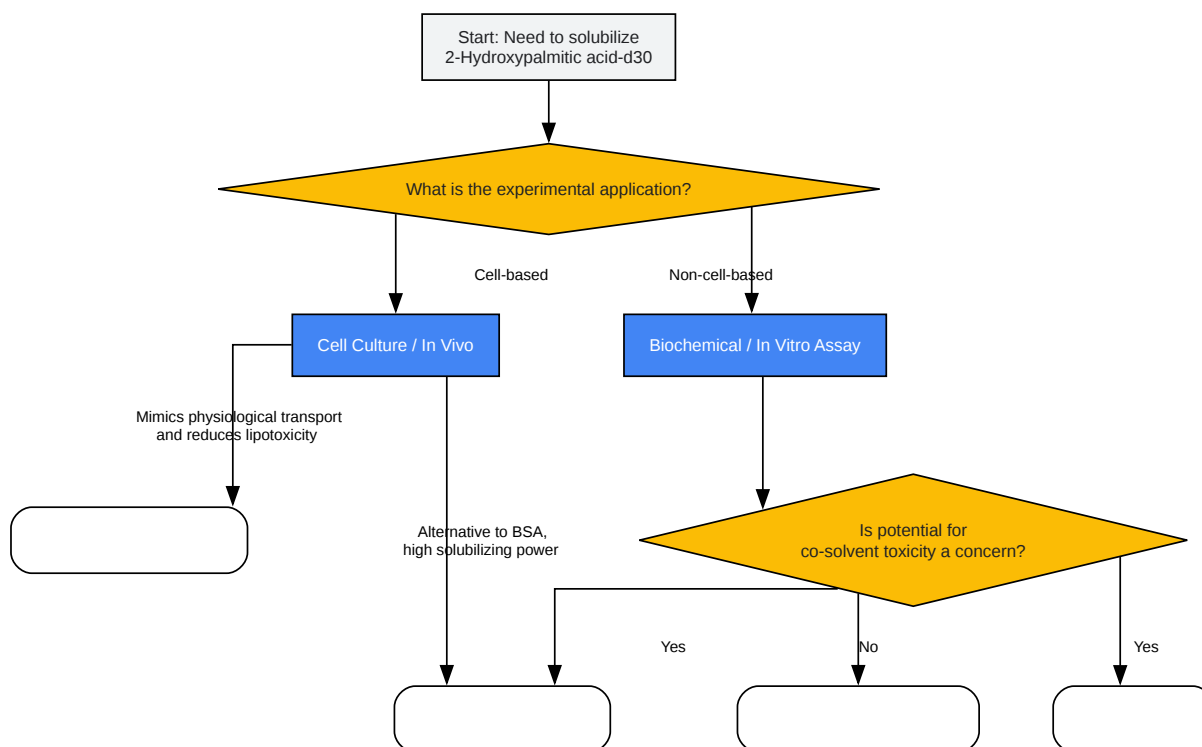 Start: Need to solubilize
2-Hydroxypalmitic acid-d30
What is the experimental application?
Cell-based
Non-cell-based
Cell Culture / In Vivo
Biochemical / In Vitro Assay
Mimics physiological transport
and reduces lipotoxicity
Alternative to BSA,
high solubilizing power
Is potential for
co-solvent toxicity a concern?
Yes
No
Yes